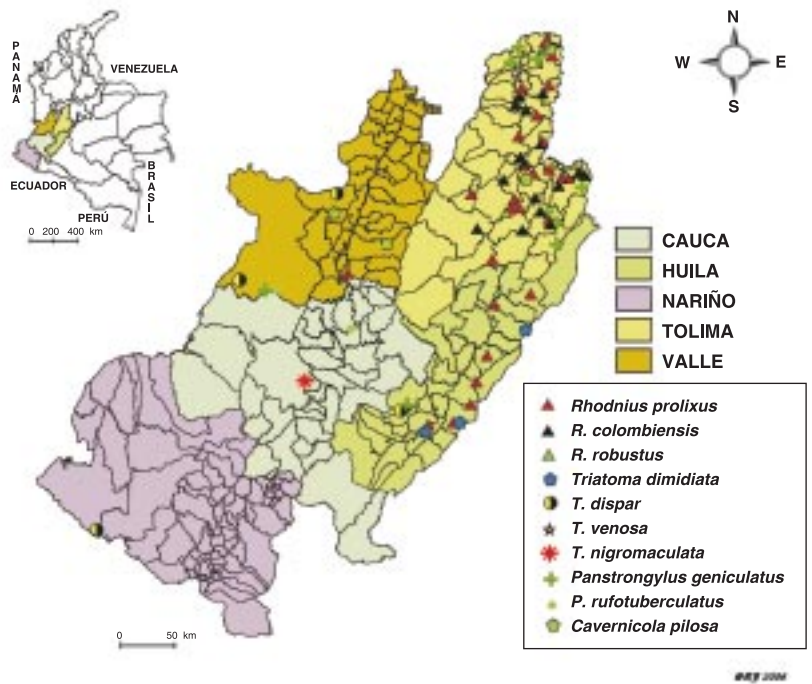 PANAMÁ
VENEZUELA
BRASIL
ECUADOR
PERÚ
0 200 400 km
N
W E
S
CAUCA
HUILA
NARIÑO
TOLIMA
VALLE
Rhodnius prolixus
R. colombiensis
R. robustus
Triatoma dimidiata
T. dispar
T. venosa
T. nigromaculata
Panstrongylus geniculatus
P. rufotuberculatus
Cavernicola pilosa
0 50 km